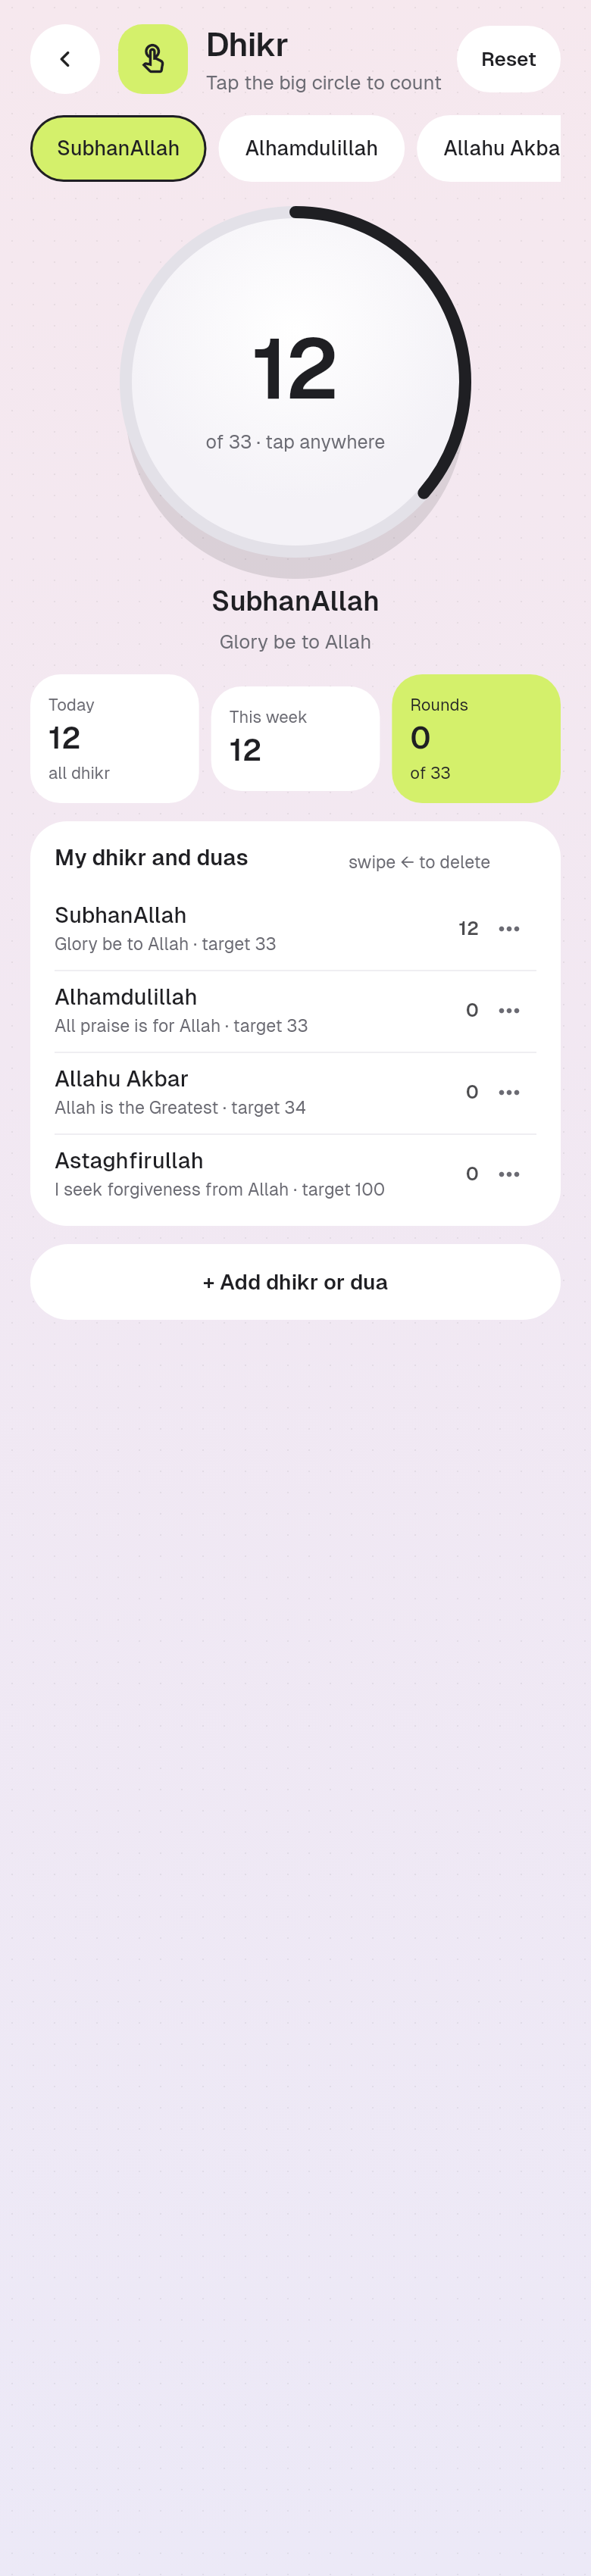 Dhikr
Tap the big circle to count
Reset
SubhanAllah
Alhamdulillah
Allahu Akba
12
of 33 · tap anywhere
SubhanAllah
Glory be to Allah
Today
12
all dhikr
This week
12
Rounds
0
of 33
My dhikr and duas
swipe ← to delete
SubhanAllah
Glory be to Allah · target 33
12
Alhamdulillah
All praise is for Allah · target 33
0
Allahu Akbar
Allah is the Greatest · target 34
0
Astaghfirullah
I seek forgiveness from Allah · target 100
0
+ Add dhikr or dua